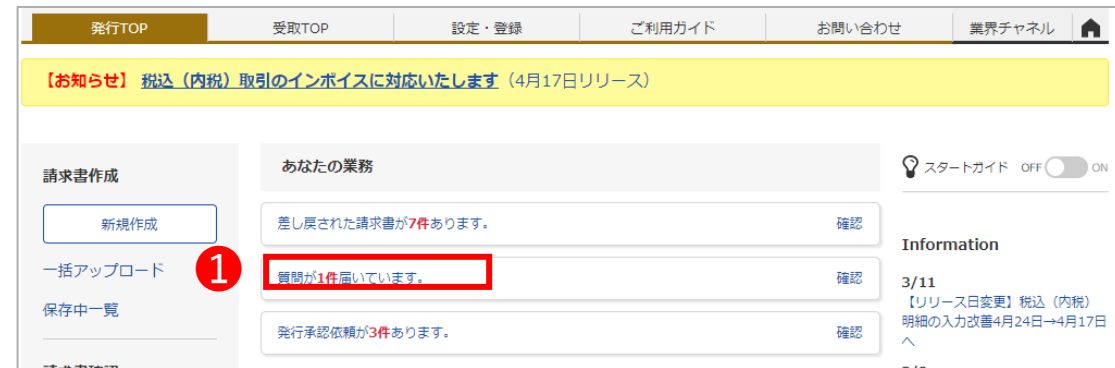 発行TOP 受取TOP 設定・登録 ご利用ガイド お問い合わせ 業界チャネル
【お知らせ】 税込（内税）取引のインボイスに対応いたします（4月17日リリース）
請求書作成
新規作成
一括アップロード
保存中一覧
あなたの業務
差し戻された請求書が7件あります。 確認
1 質問が1件届いています。 確認
発行承認依頼が3件あります。 確認
スタートガイド OFF ON
Information
3/11
【リリース日変更】税込（内税）
明細の入力改善4月24日→4月17日
へ